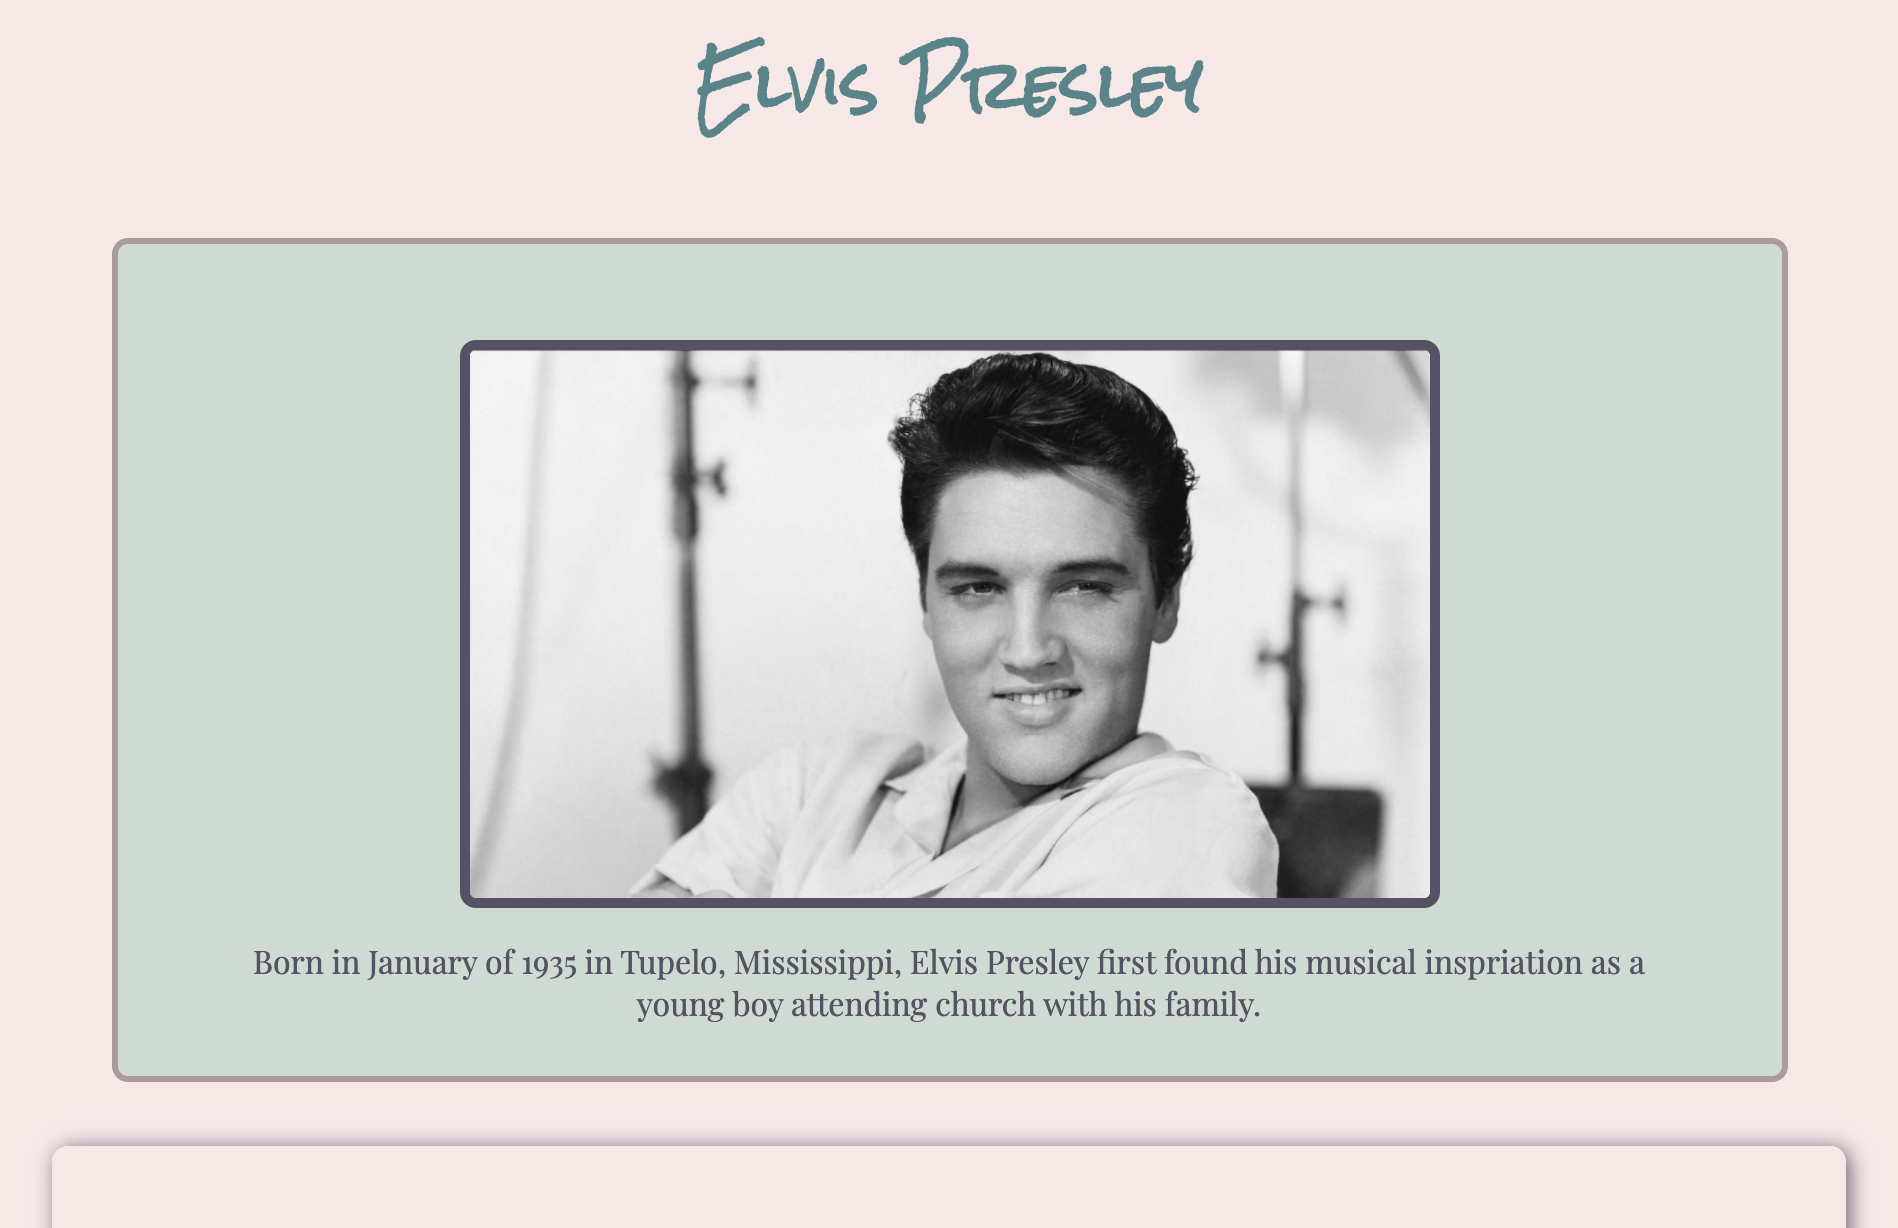 Elvis Presley
Born in January of 1935 in Tupelo, Mississippi, Elvis Presley first found his musical inspriation as a
young boy attending church with his family.